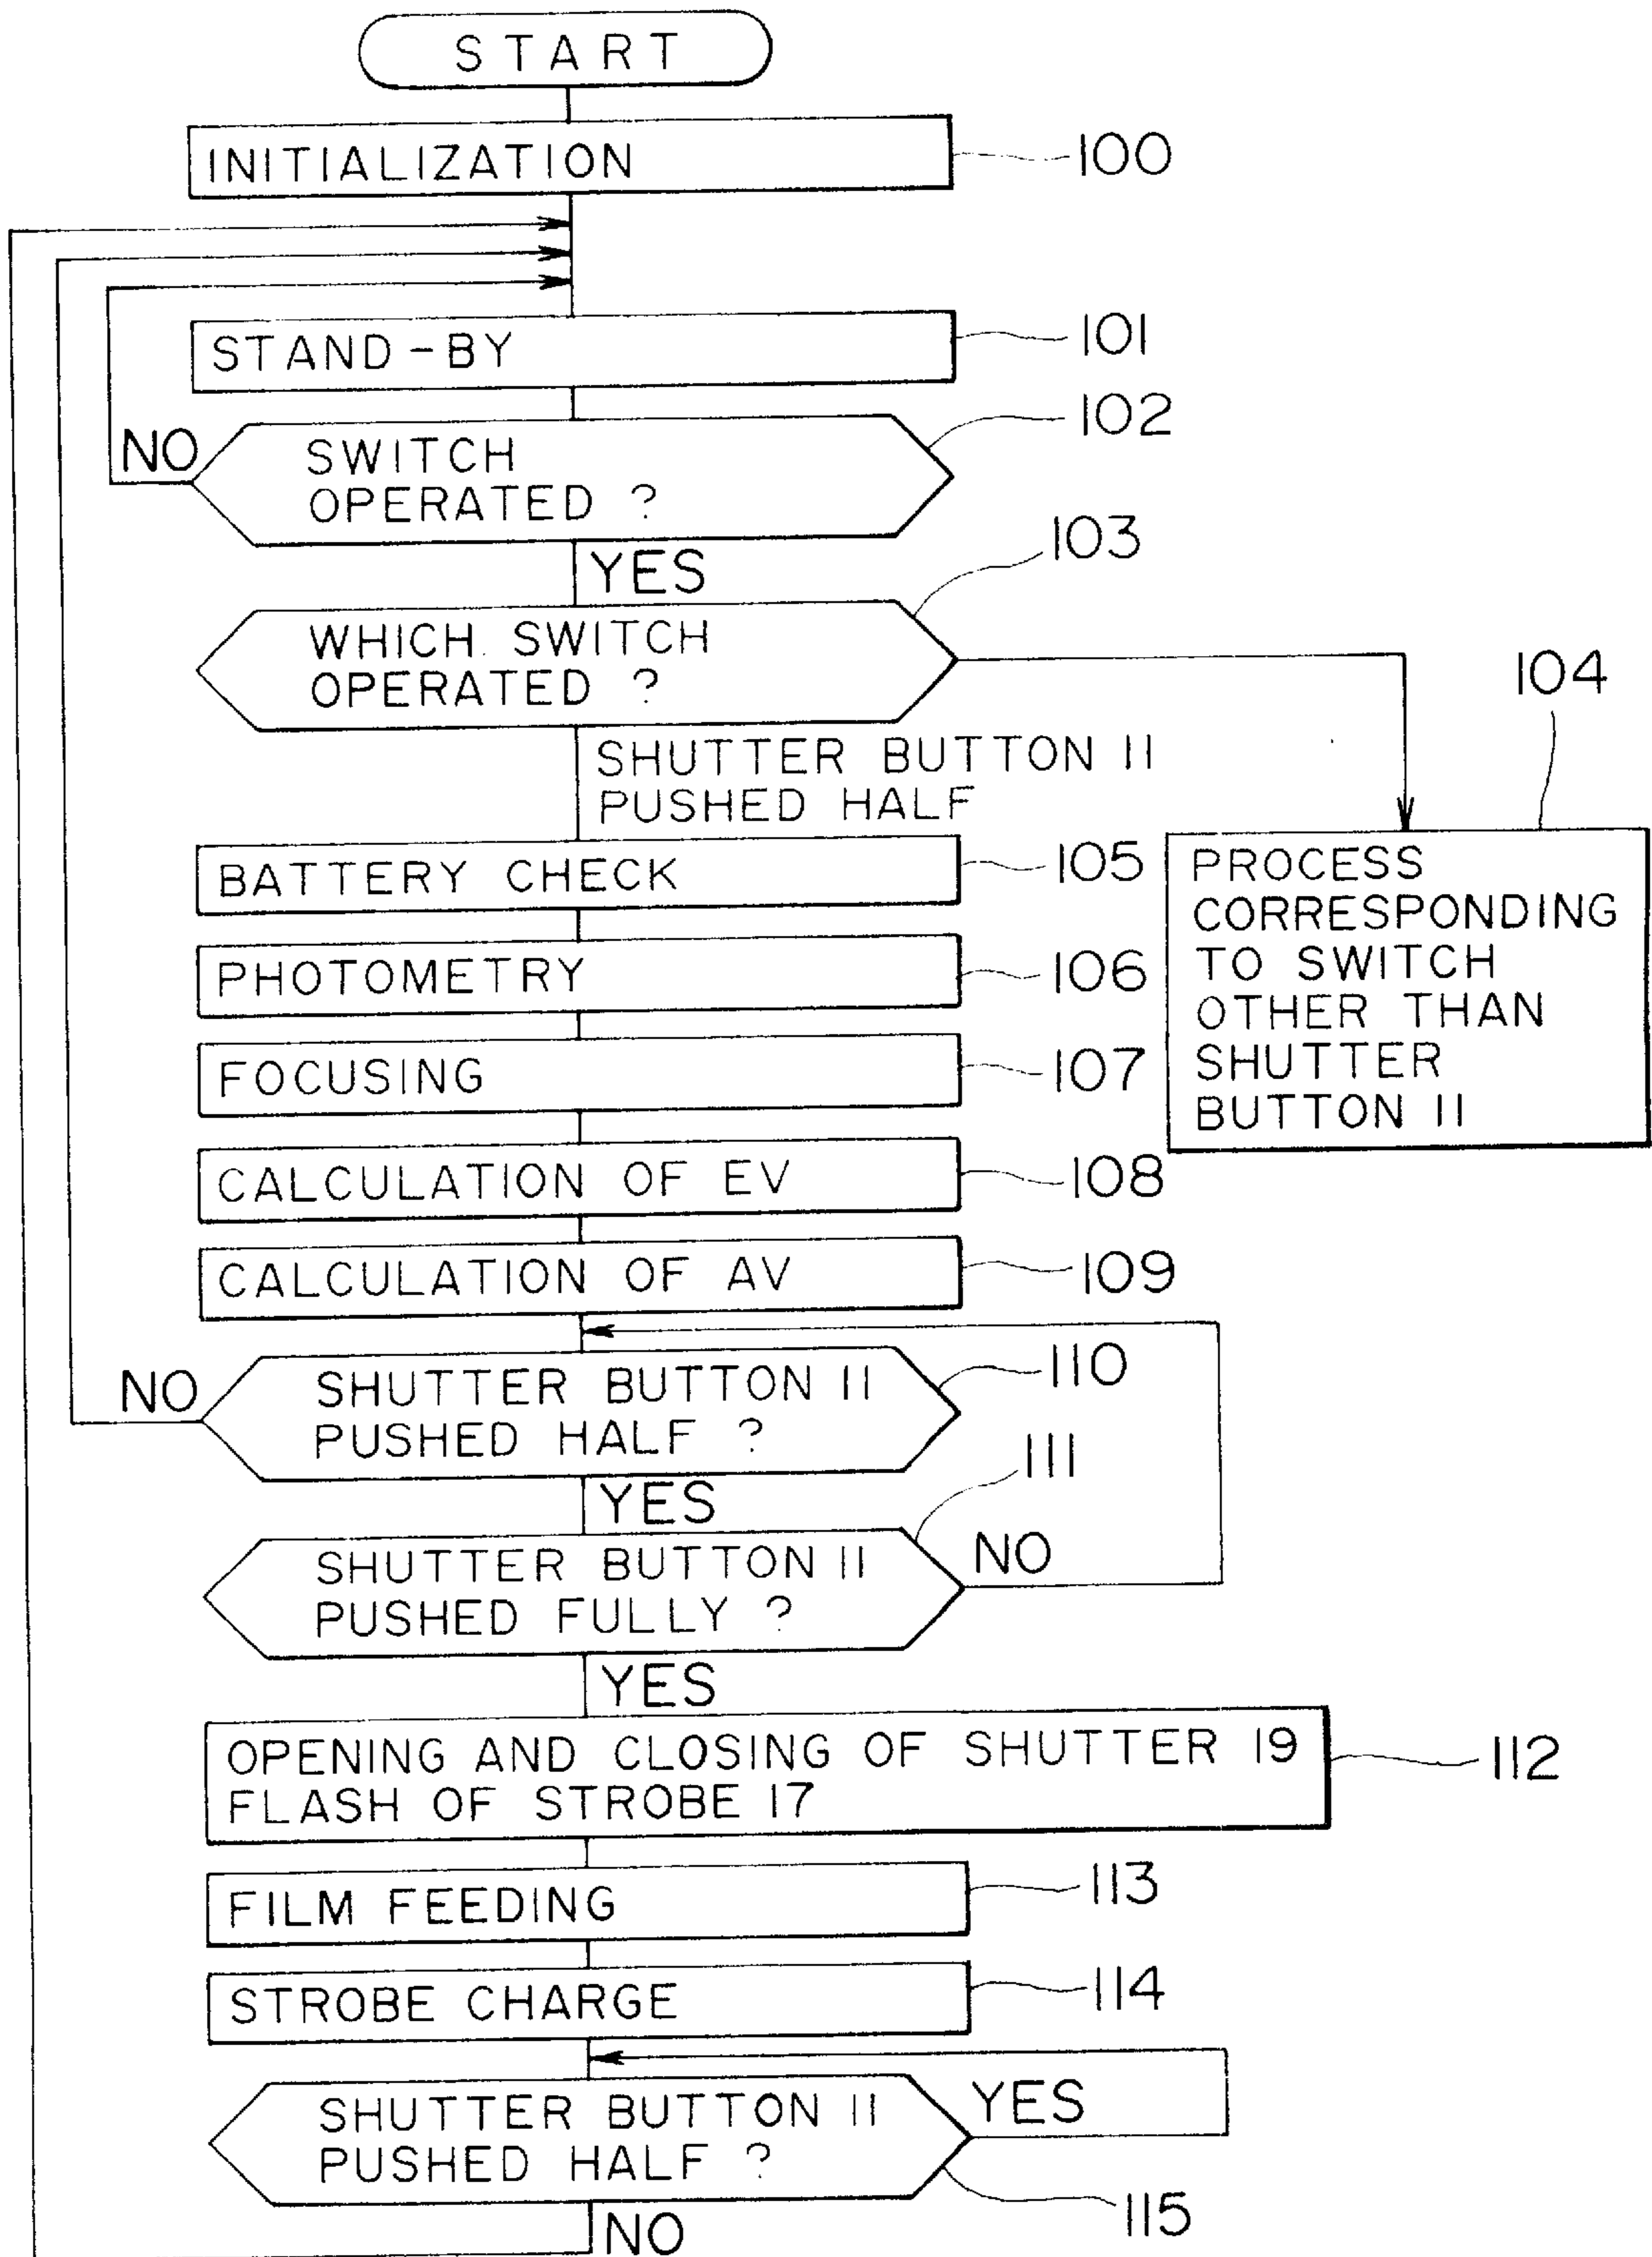 START
INITIALIZATION
100
STAND-BY
101
102
NO
SWITCH
OPERATED ?
YES
103
WHICH SWITCH
OPERATED ?
104
SHUTTER BUTTON 11
PUSHED HALF
PROCESS
CORRESPONDING
TO SWITCH
OTHER THAN
SHUTTER
BUTTON 11
BATTERY CHECK
105
PHOTOMETRY
106
FOCUSING
107
CALCULATION OF EV
108
CALCULATION OF AV
109
NO
SHUTTER BUTTON 11
PUSHED HALF ?
110
YES
111
SHUTTER BUTTON 11
PUSHED FULLY ?
NO
YES
OPENING AND CLOSING OF SHUTTER 19
FLASH OF STROBE 17
112
FILM FEEDING
113
STROBE CHARGE
114
SHUTTER BUTTON 11
PUSHED HALF ?
YES
115
NO